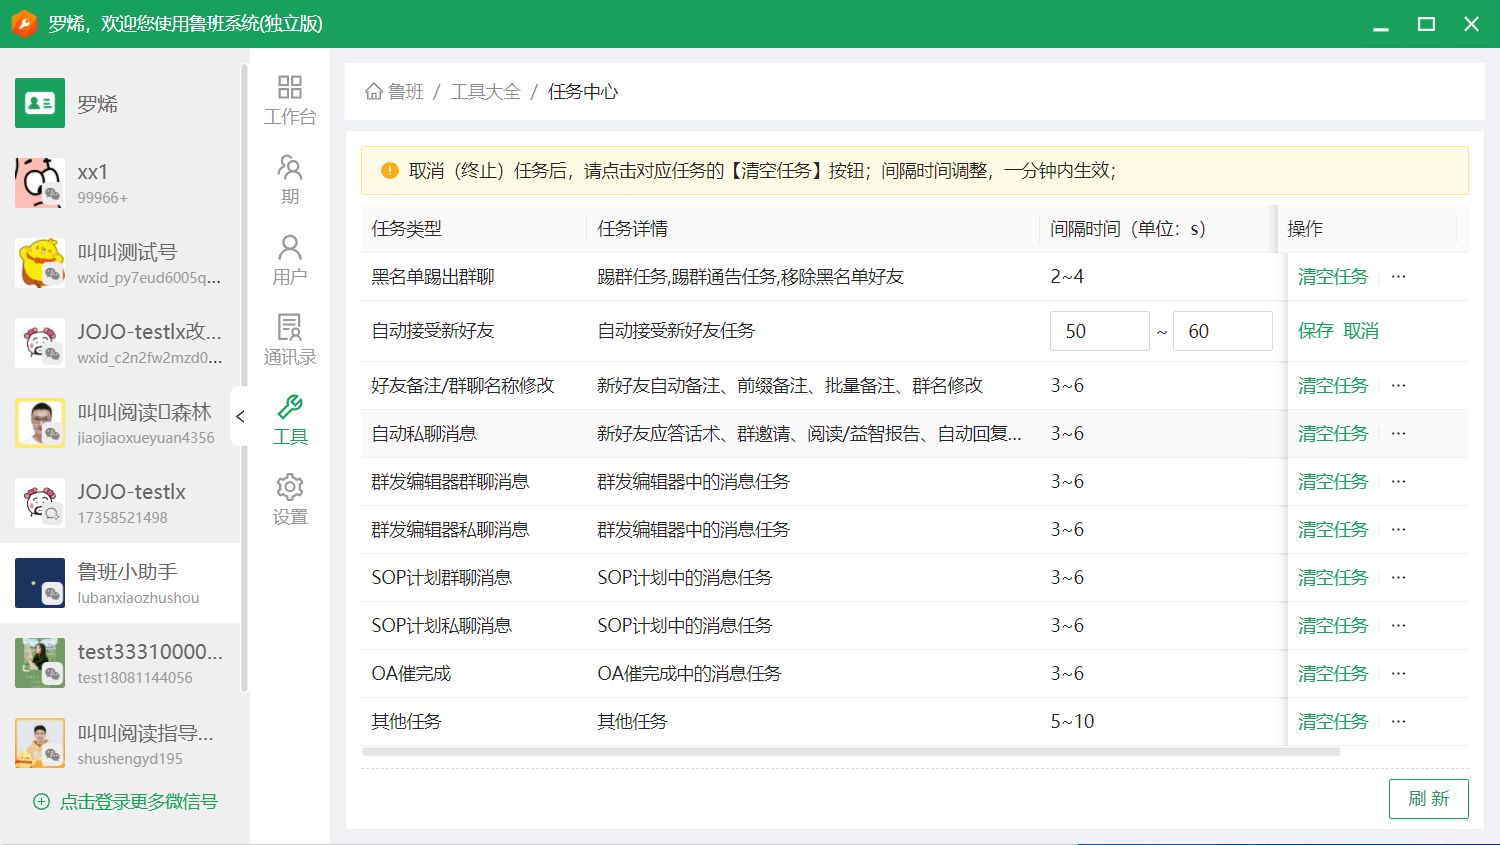 罗烯，欢迎您使用鲁班系统(独立版)
罗烯
xx1
99966+
叫叫测试号
wxid_py7eud6005q...
JOJO-testlx改...
wxid_c2n2fw2mzd0...
叫叫阅读▯森林
jiaojiaoxueyuan4356
JOJO-testlx
17358521498
鲁班小助手
lubanxiaozhushou
test33310000...
test18081144056
叫叫阅读指导...
shushengyd195
点击登录更多微信号
工作台
期
用户
通讯录
工具
设置
鲁班 / 工具大全 / 任务中心
取消（终止）任务后，请点击对应任务的【清空任务】按钮；间隔时间调整，一分钟内生效；
任务类型 任务详情 间隔时间（单位：s） 操作
黑名单踢出群聊 踢群任务,踢群通告任务,移除黑名单好友 2~4 清空任务 ···
自动接受新好友 自动接受新好友任务 50 ~ 60 保存 取消
好友备注/群聊名称修改 新好友自动备注、前缀备注、批量备注、群名修改 3~6 清空任务 ···
自动私聊消息 新好友应答话术、群邀请、阅读/益智报告、自动回复... 3~6 清空任务 ···
群发编辑器群聊消息 群发编辑器中的消息任务 3~6 清空任务 ···
群发编辑器私聊消息 群发编辑器中的消息任务 3~6 清空任务 ···
SOP计划群聊消息 SOP计划中的消息任务 3~6 清空任务 ···
SOP计划私聊消息 SOP计划中的消息任务 3~6 清空任务 ···
OA催完成 OA催完成中的消息任务 3~6 清空任务 ···
其他任务 其他任务 5~10 清空任务 ···
刷 新